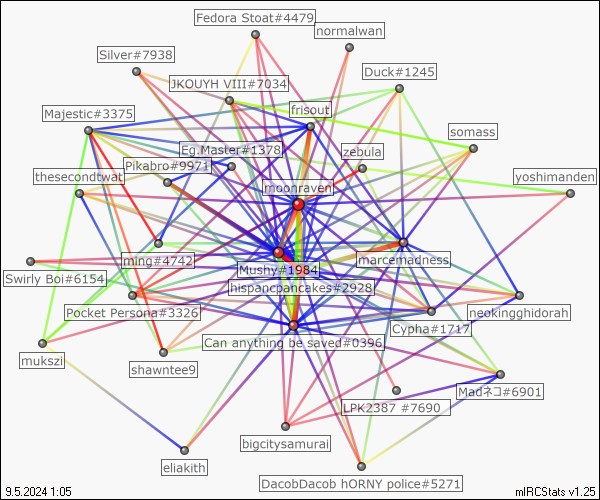 Fedora Stoat#4479
normalwan
Silver#7938
Duck#1245
JKOUYH VIII#7034
frisout
Majestic#3375
somass
Eg.Master#1378
zebula
Pikabro#9971
thesecondtwat
yoshimanden
moonraven
ming#4742
marcemadness
Mushy#1984
Swirly Boi#6154
hispancpancakes#2928
Pocket Persona#3326
neokingghidorah
Cypha#1717
Can anything be saved#0396
mukszi
shawntee9
Madネコ#6901
LPK2387 #7690
bigcitysamurai
eliakith
DacobDacob hORNY police#5271
9.5.2024 1:05
mIRCStats v1.25